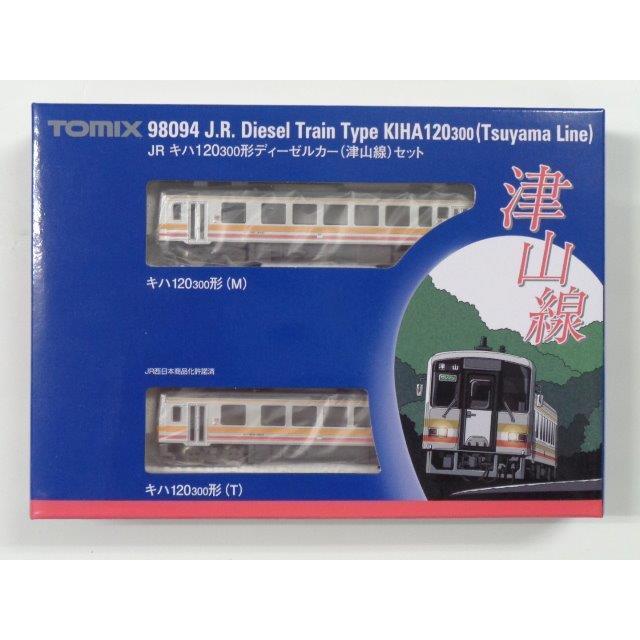 TOMIX 98094 J.R. Diesel Train Type KIHA120300(Tsuyama Line)
JR キハ120300形ディーゼルカー(津山線)セット
津山線
キハ120300形(M)
JR西日本商品化許諾済
津山
キハ120300形(T)